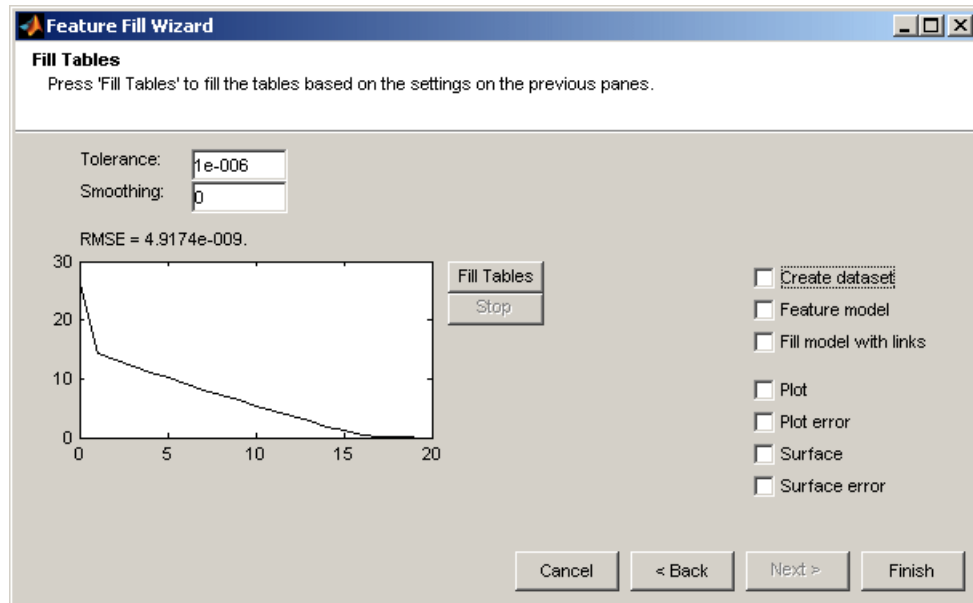 Feature Fill Wizard
Fill Tables
Press 'Fill Tables' to fill the tables based on the settings on the previous panes.
Tolerance:
1e-006
Smoothing:
0
RMSE = 4.9174e-009.
30
20
10
0
0 5 10 15 20
Fill Tables
Stop
Create dataset
Feature model
Fill model with links
Plot
Plot error
Surface
Surface error
Cancel < Back Next > Finish